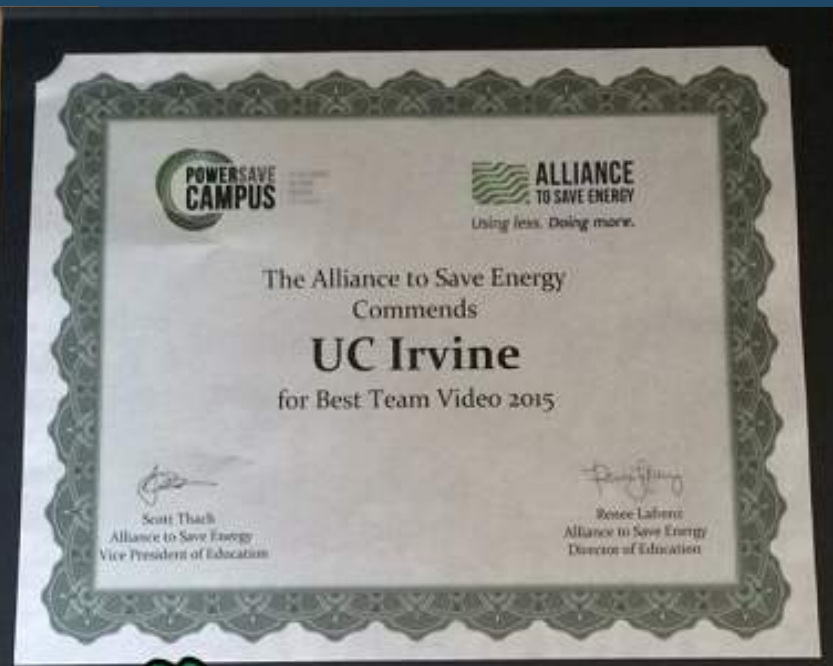 POWERSAVE
CAMPUS
ALLIANCE
TO SAVE ENERGY
Using less. Doing more.
The Alliance to Save Energy
Commends
UC Irvine
for Best Team Video 2015
Scott Thach
Alliance to Save Energy
Vice President of Education
Renee Lafrenz
Alliance to Save Energy
Director of Education